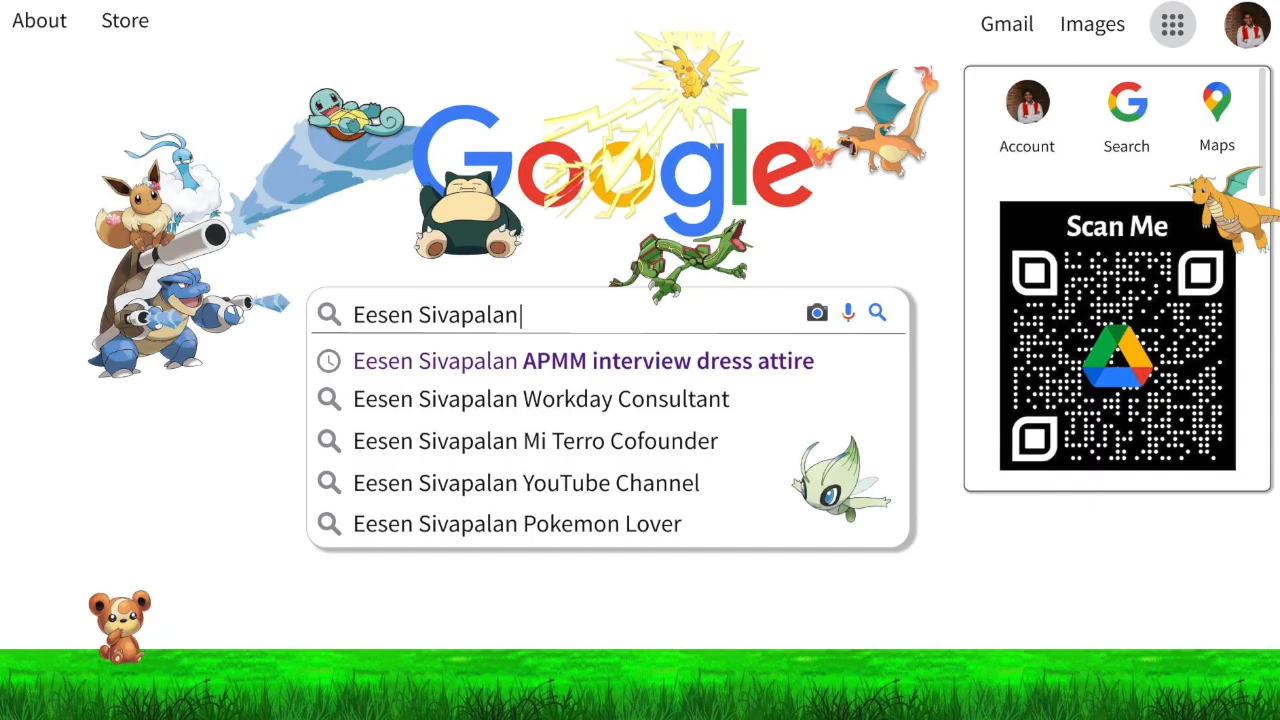 About Store
Gmail Images
Google
Account Search Maps
Scan Me
Eesen Sivapalan
Eesen Sivapalan APMM interview dress attire
Eesen Sivapalan Workday Consultant
Eesen Sivapalan Mi Terro Cofounder
Eesen Sivapalan YouTube Channel
Eesen Sivapalan Pokemon Lover